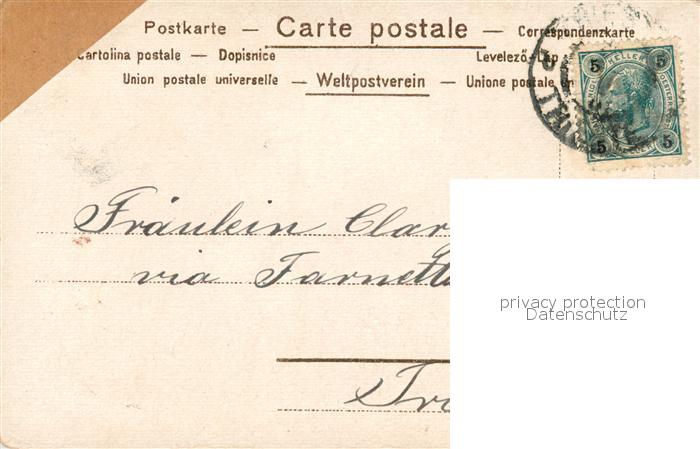 Postkarte — Carte postale — Correspondenzkarte
Cartolina postale — Dopisnice Levelező-Lap
Union postale universelle — Weltpostverein — Unione postale
5 HELLER 5
5 5
Fräulein Clar
via Farnett
Tri
privacy protection
Datenschutz